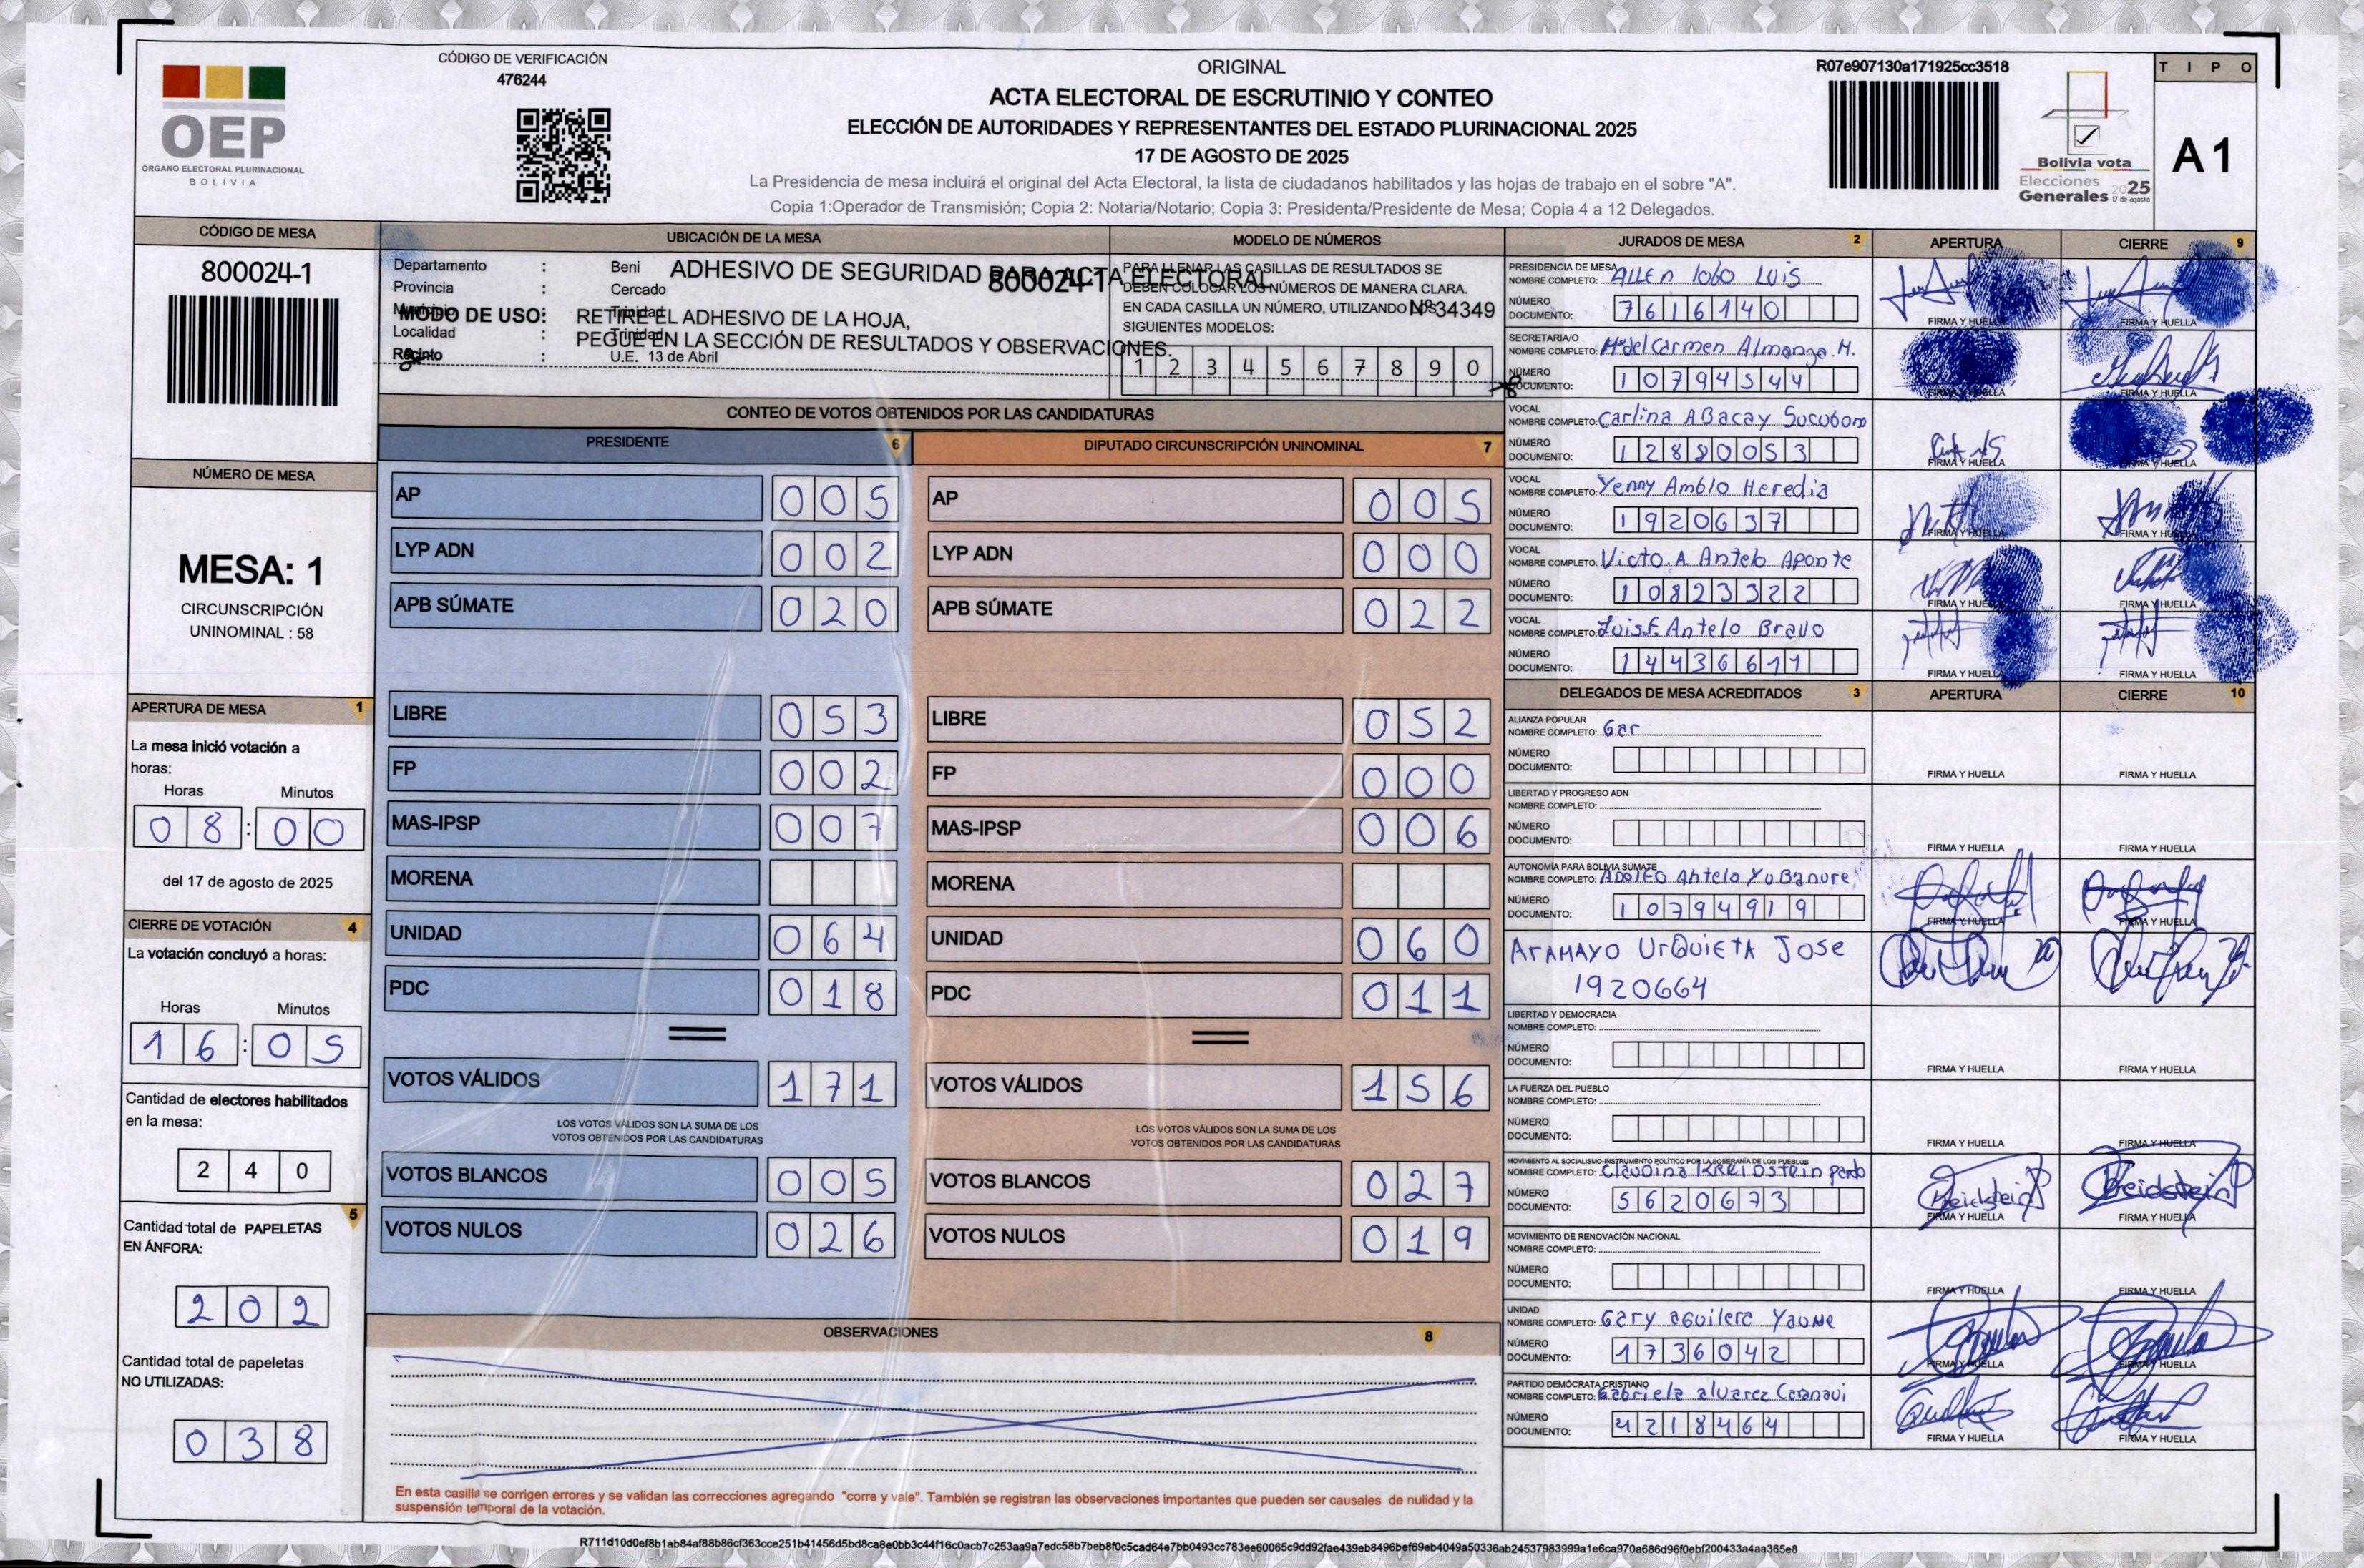 CÓDIGO DE VERIFICACIÓN
476244
OEP
ÓRGANO ELECTORAL PLURINACIONAL
BOLIVIA
ORIGINAL
ACTA ELECTORAL DE ESCRUTINIO Y CONTEO
ELECCIÓN DE AUTORIDADES Y REPRESENTANTES DEL ESTADO PLURINACIONAL 2025
17 DE AGOSTO DE 2025
La Presidencia de mesa incluirá el original del Acta Electoral, la lista de ciudadanos habilitados y las hojas de trabajo en el sobre "A".
Copia 1:Operador de Transmisión; Copia 2: Notaria/Notario; Copia 3: Presidenta/Presidente de Mesa; Copia 4 a 12 Delegados.
R07e907130a171925cc3518
Bolivia vota
Elecciones
Generales 2025
17 de agosto
TIPO
A1
CÓDIGO DE MESA
800024-1
NÚMERO DE MESA
MESA: 1
CIRCUNSCRIPCIÓN
UNINOMINAL : 58
APERTURA DE MESA 1
La mesa inició votación a
horas:
Horas Minutos
08:00
del 17 de agosto de 2025
CIERRE DE VOTACIÓN 4
La votación concluyó a horas:
Horas Minutos
16:05
Cantidad de electores habilitados
en la mesa:
240
5
Cantidad total de PAPELETAS
EN ÁNFORA:
202
Cantidad total de papeletas
NO UTILIZADAS:
038
UBICACIÓN DE LA MESA
Departamento : Beni
Provincia : Cercado
Municipio : Trinidad
Localidad : Trinidad
Recinto : U.E. 13 de Abril
ADHESIVO DE SEGURIDAD PARA ACTA ELECTORAL
800024-1
MODO DE USO: RETIRE EL ADHESIVO DE LA HOJA,
PEGUE EN LA SECCIÓN DE RESULTADOS Y OBSERVACIONES.
Nº 34349
MODELO DE NÚMEROS
PARA LLENAR LAS CASILLAS DE RESULTADOS SE
DEBEN COLOCAR LOS NÚMEROS DE MANERA CLARA.
EN CADA CASILLA UN NÚMERO, UTILIZANDO LOS
SIGUIENTES MODELOS:
1 2 3 4 5 6 7 8 9 0
CONTEO DE VOTOS OBTENIDOS POR LAS CANDIDATURAS
PRESIDENTE 6
AP 005
LYP ADN 002
APB SÚMATE 020
LIBRE 053
FP 002
MAS-IPSP 007
MORENA
UNIDAD 064
PDC 018
VOTOS VÁLIDOS 171
LOS VOTOS VÁLIDOS SON LA SUMA DE LOS
VOTOS OBTENIDOS POR LAS CANDIDATURAS
VOTOS BLANCOS 005
VOTOS NULOS 026
DIPUTADO CIRCUNSCRIPCIÓN UNINOMINAL 7
AP 005
LYP ADN 000
APB SÚMATE 022
LIBRE 052
FP 000
MAS-IPSP 006
MORENA
UNIDAD 060
PDC 011
VOTOS VÁLIDOS 156
LOS VOTOS VÁLIDOS SON LA SUMA DE LOS
VOTOS OBTENIDOS POR LAS CANDIDATURAS
VOTOS BLANCOS 027
VOTOS NULOS 019
OBSERVACIONES 8
En esta casilla se corrigen errores y se validan las correcciones agregando "corre y vale". También se registran las observaciones importantes que pueden ser causales de nulidad y la
suspensión temporal de la votación.
JURADOS DE MESA 2 APERTURA CIERRE 9
PRESIDENCIA DE MESA
NOMBRE COMPLETO: ALLEN lobo LUIS
NÚMERO DOCUMENTO: 7616140
FIRMA Y HUELLA FIRMA Y HUELLA
SECRETARIA/O
NOMBRE COMPLETO: Mª del Carmen Almanza.M.
NÚMERO DOCUMENTO: 10794544
FIRMA Y HUELLA FIRMA Y HUELLA
VOCAL
NOMBRE COMPLETO: Carlina ABacay Sucubono
NÚMERO DOCUMENTO: 12880053
FIRMA Y HUELLA FIRMA Y HUELLA
VOCAL
NOMBRE COMPLETO: Yenny Amblo Heredia
NÚMERO DOCUMENTO: 1920637
FIRMA Y HUELLA FIRMA Y HUELLA
VOCAL
NOMBRE COMPLETO: Victo. A Antelo Aponte
NÚMERO DOCUMENTO: 10823322
FIRMA Y HUELLA FIRMA Y HUELLA
VOCAL
NOMBRE COMPLETO: Luis.F. Antelo Bravo
NÚMERO DOCUMENTO: 14436611
FIRMA Y HUELLA FIRMA Y HUELLA
DELEGADOS DE MESA ACREDITADOS 3 APERTURA CIERRE 10
ALIANZA POPULAR
NOMBRE COMPLETO: Gar
NÚMERO DOCUMENTO:
FIRMA Y HUELLA FIRMA Y HUELLA
LIBERTAD Y PROGRESO ADN
NOMBRE COMPLETO:
NÚMERO DOCUMENTO:
FIRMA Y HUELLA FIRMA Y HUELLA
AUTONOMÍA PARA BOLIVIA SÚMATE
NOMBRE COMPLETO: ADOLFO Antelo YuBanure
NÚMERO DOCUMENTO: 10794919
FIRMA Y HUELLA FIRMA Y HUELLA
ARAMAYO UrQuieTA Jose
1920664
LIBERTAD Y DEMOCRACIA
NOMBRE COMPLETO:
NÚMERO DOCUMENTO:
FIRMA Y HUELLA FIRMA Y HUELLA
LA FUERZA DEL PUEBLO
NOMBRE COMPLETO:
NÚMERO DOCUMENTO:
FIRMA Y HUELLA FIRMA Y HUELLA
MOVIMIENTO AL SOCIALISMO-INSTRUMENTO POLÍTICO POR LA SOBERANÍA DE LOS PUEBLOS
NOMBRE COMPLETO: Claudina KREIDstein pardo
NÚMERO DOCUMENTO: 5620673
FIRMA Y HUELLA FIRMA Y HUELLA
MOVIMIENTO DE RENOVACIÓN NACIONAL
NOMBRE COMPLETO:
NÚMERO DOCUMENTO:
FIRMA Y HUELLA FIRMA Y HUELLA
UNIDAD
NOMBRE COMPLETO: Gary aGuilera YauNe
NÚMERO DOCUMENTO: 1736042
FIRMA Y HUELLA FIRMA Y HUELLA
PARTIDO DEMÓCRATA CRISTIANO
NOMBRE COMPLETO: Gabriela alvarez Caranavi
NÚMERO DOCUMENTO: 4218464
FIRMA Y HUELLA FIRMA Y HUELLA